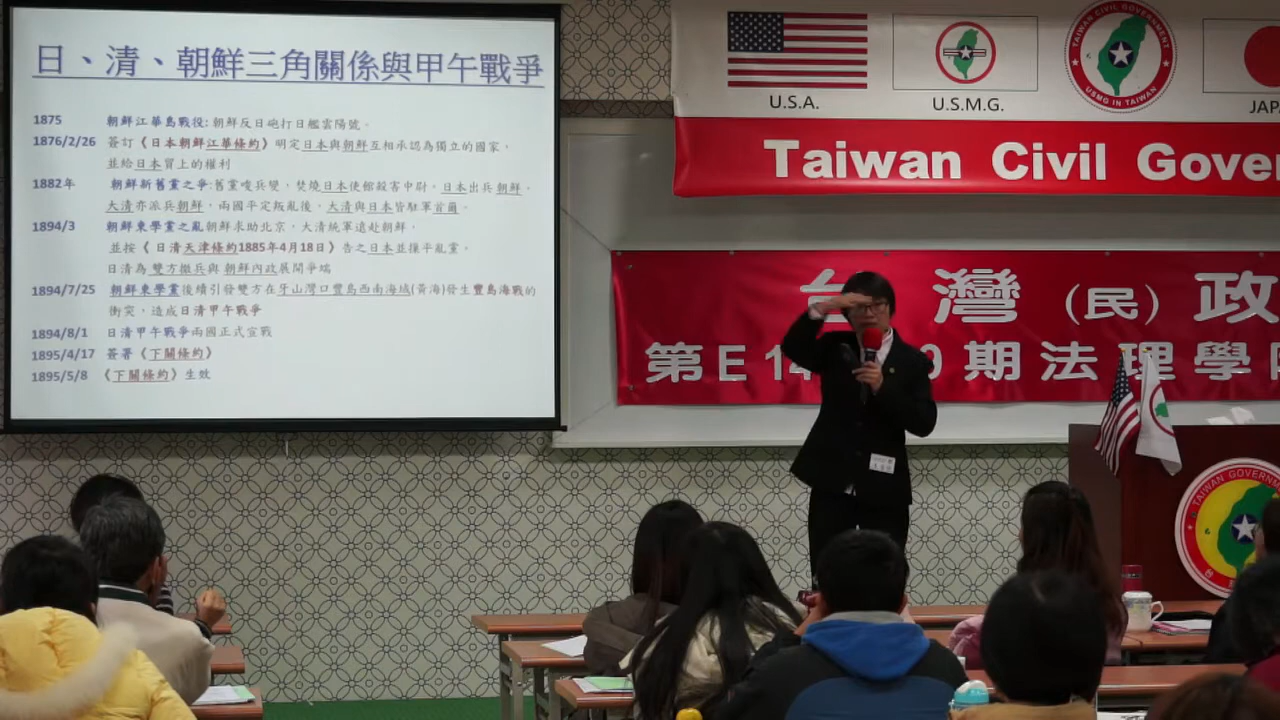 日、清、朝鮮三角關係與甲午戰爭
1875 朝鮮江華島戰役:朝鮮反日砲打日艦雲陽號。
1876/2/26 簽訂《日本朝鮮江華條約》明定日本與朝鮮互相承認為獨立的國家，
並給日本貿上的權利
1882年 朝鮮新舊黨之爭:舊黨唆兵變，焚燒日本使館殺害中尉，日本出兵朝鮮、
大清亦派兵朝鮮，兩國平定叛亂後，大清與日本皆駐軍首爾。
1894/3 朝鮮東學黨之亂朝鮮求助北京，大清統軍遠赴朝鮮，
並按《日清天津條約1885年4月18日》告之日本並操平亂黨。
日清為 雙方撤兵與 朝鮮內政展開爭端
1894/7/25 朝鮮東學黨後續引發雙方在牙山灣口豐島西南海域(黃海)發生豐島海戰的
衝突，造成日清甲午戰爭
1894/8/1 日清甲午戰爭兩國正式宣戰
1895/4/17 簽署《下關條約》
1895/5/8 《下關條約》生效
U.S.A.
U.S.M.G.
TAIWAN CIVIL GOVERNMENT
USMG IN TAIWAN
JAP
Taiwan Civil Gove
台灣(民)政
第E14 9期法理學
TAIWAN GOVERNM